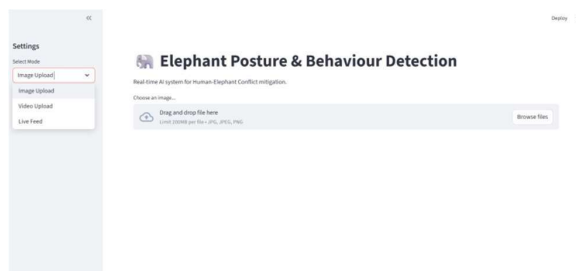 Deploy
Settings
Select Mode
Image Upload
Image Upload
Video Upload
Live Feed
Elephant Posture & Behaviour Detection
Real-time AI system for Human-Elephant Conflict mitigation.
Choose an image...
Drag and drop file here
Limit 200MB per file • JPG, JPEG, PNG
Browse files